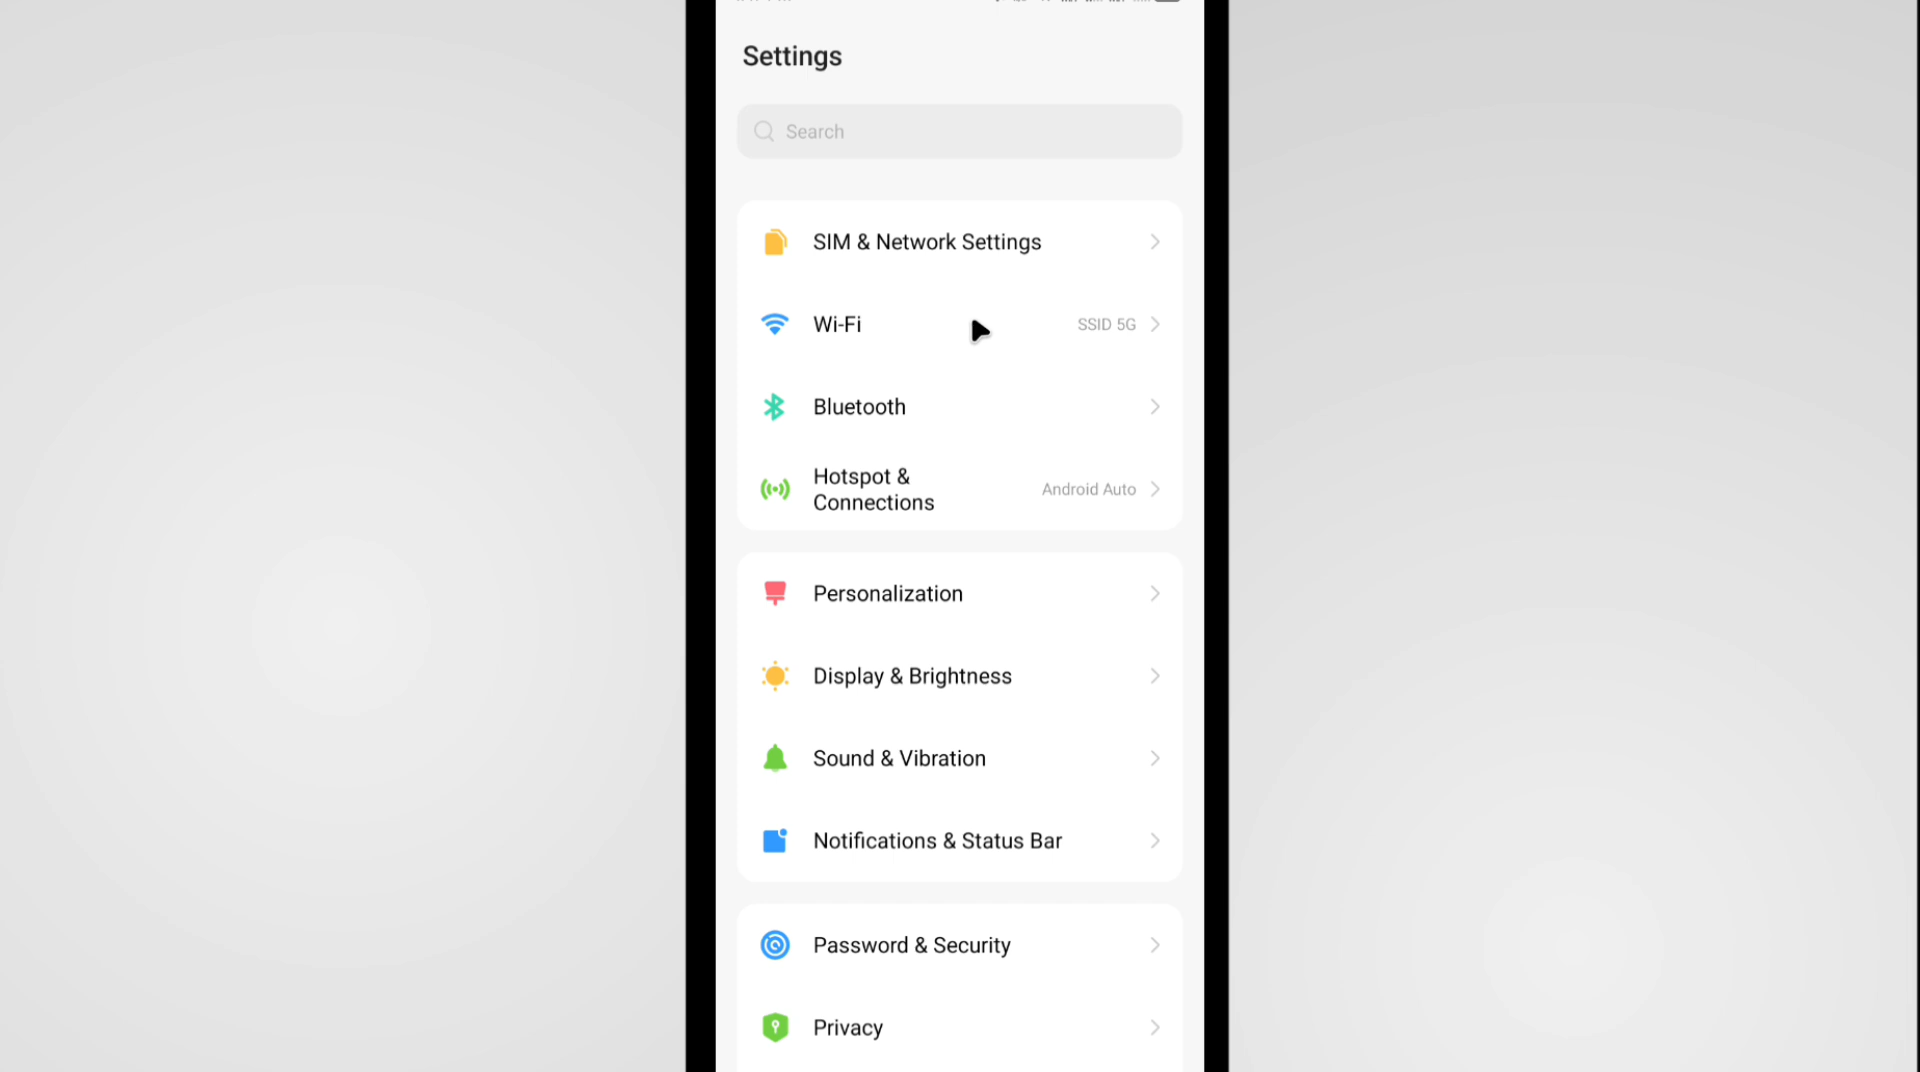 Settings
Search
SIM & Network Settings
Wi-Fi SSID 5G
Bluetooth
Hotspot &
Connections Android Auto
Personalization
Display & Brightness
Sound & Vibration
Notifications & Status Bar
Password & Security
Privacy